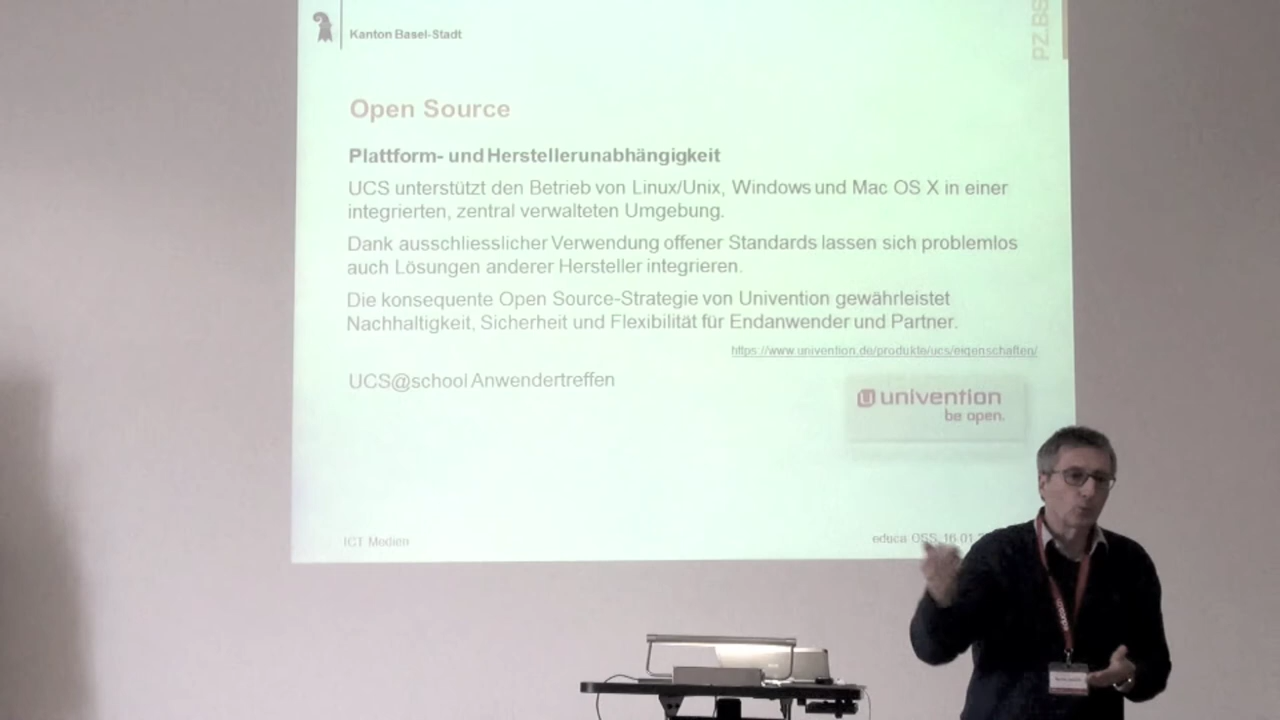 Kanton Basel-Stadt
PZ.BS
Open Source
Plattform- und Herstellerunabhängigkeit
UCS unterstützt den Betrieb von Linux/Unix, Windows und Mac OS X in einer
integrierten, zentral verwalteten Umgebung.
Dank ausschliesslicher Verwendung offener Standards lassen sich problemlos
auch Lösungen anderer Hersteller integrieren.
Die konsequente Open Source-Strategie von Univention gewährleistet
Nachhaltigkeit, Sicherheit und Flexibilität für Endanwender und Partner.
https://www.univention.de/produkte/ucs/eigenschaften/
UCS@school Anwendertreffen
univention
be open.
ICT Medien
educa OSS, 16.01.